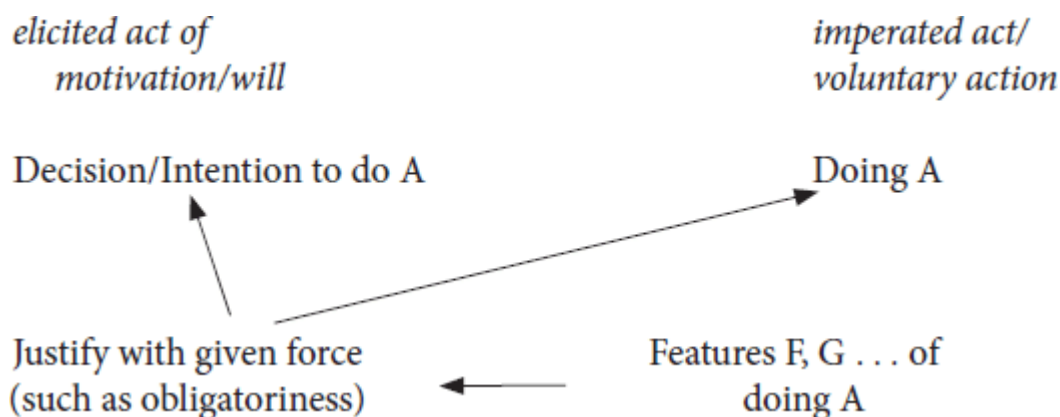 elicited act of
motivation/will
imperated act/
voluntary action
Decision/Intention to do A
Doing A
Justify with given force
(such as obligatoriness)
Features F, G . . . of
doing A